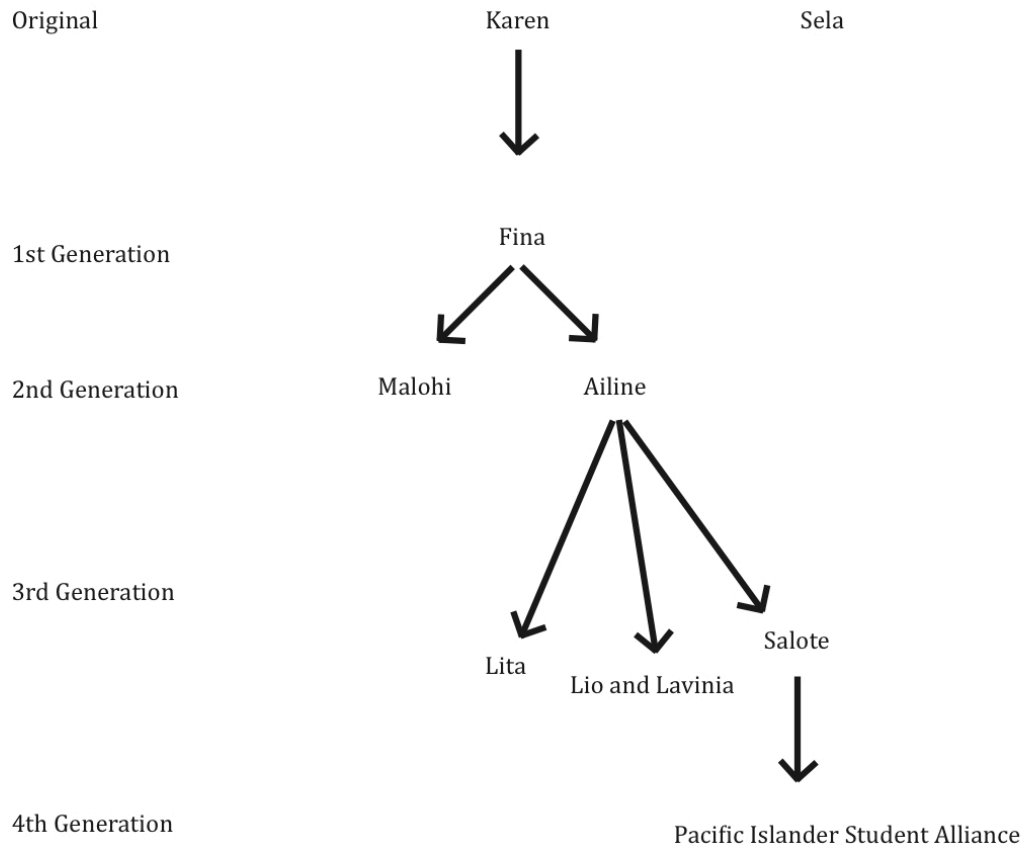 Original
Karen
Sela
1st Generation
Fina
2nd Generation
Malohi
Ailine
3rd Generation
Lita
Lio and Lavinia
Salote
4th Generation
Pacific Islander Student Alliance